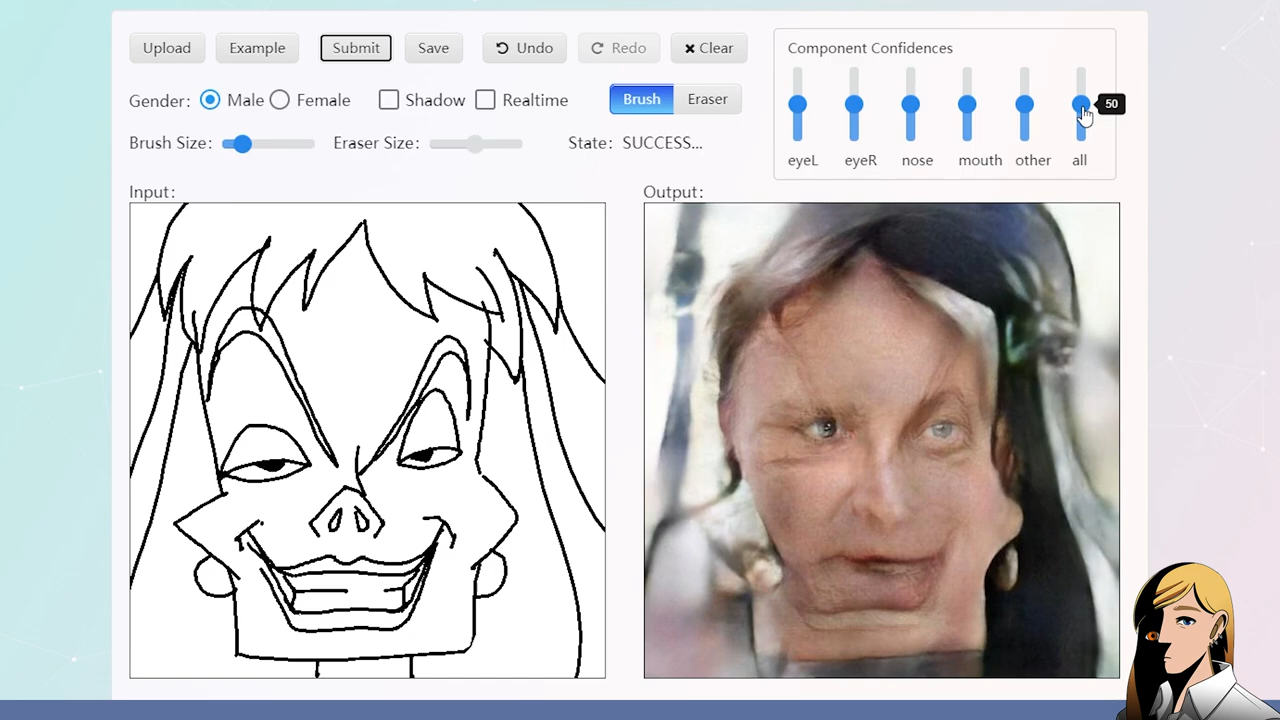 Upload Example Submit Save Undo Redo Clear
Component Confidences
Gender: Male Female Shadow Realtime Brush Eraser
50
Brush Size: Eraser Size: State: SUCCESS...
eyeL eyeR nose mouth other all
Input: Output: